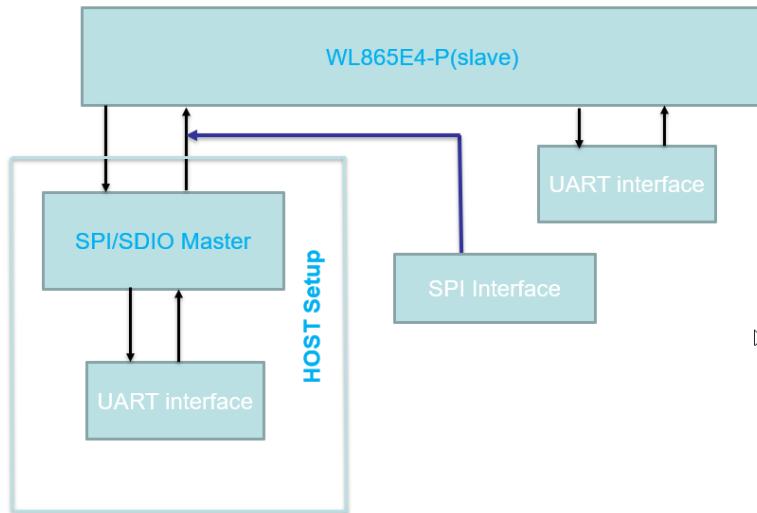 WL865E4-P(slave)
UART interface
SPI/SDIO Master
SPI Interface
HOST Setup
UART interface